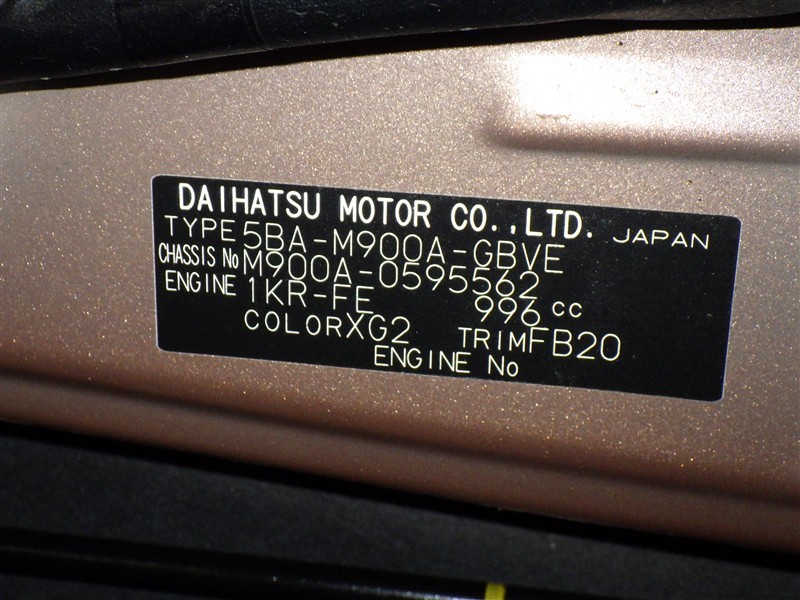 DAIHATSU MOTOR CO.,LTD. JAPAN
TYPE 5BA-M900A-GBVE
CHASSIS No M900A-0595562
ENGINE 1KR-FE 996 cc
COLOR XG2 TRIM FB20
ENGINE No